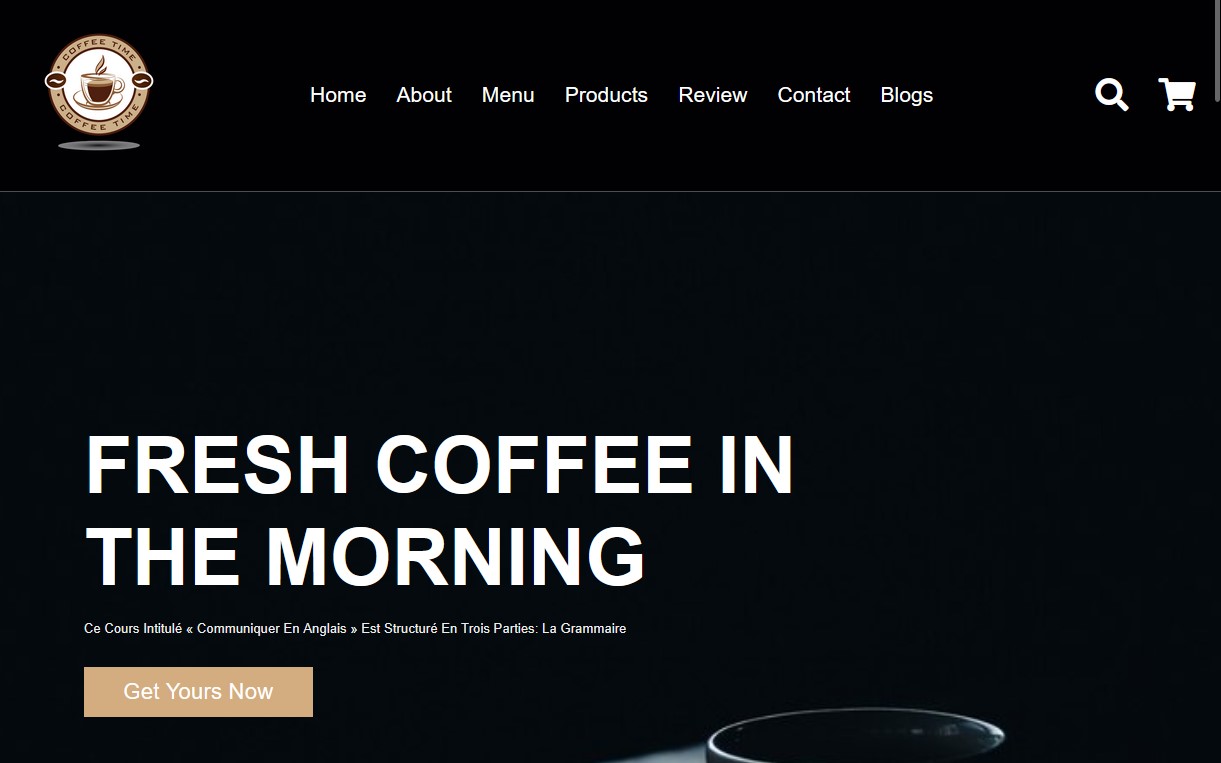 COFFEE TIME
COFFEE TIME
Home About Menu Products Review Contact Blogs
FRESH COFFEE IN
THE MORNING
Ce Cours Intitulé « Communiquer En Anglais » Est Structuré En Trois Parties: La Grammaire
Get Yours Now